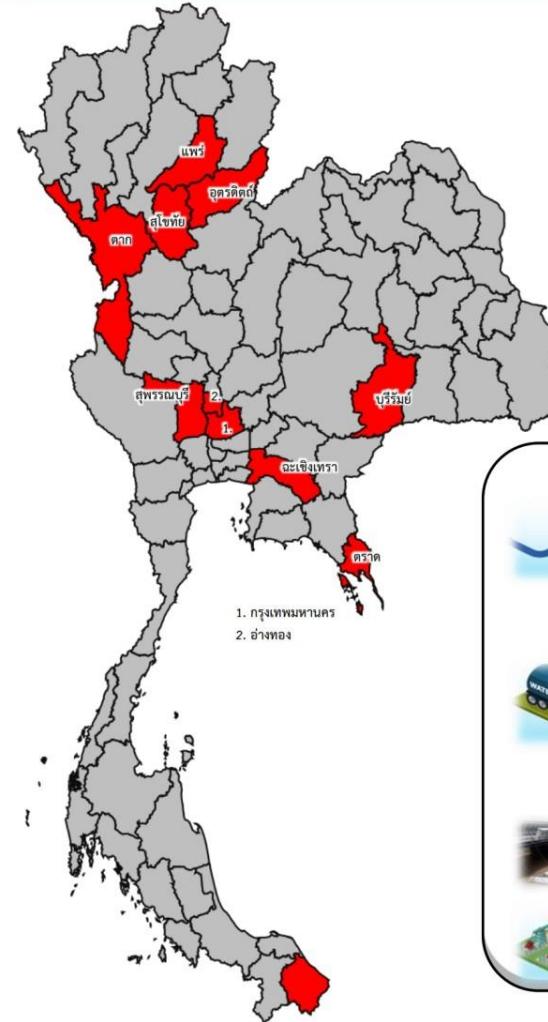 แพร่
อุตรดิตถ์
สุโขทัย
ตาก
สุพรรณบุรี
2.
1.
บุรีรัมย์
ฉะเชิงเทรา
ตราด
1. กรุงเทพมหานคร
2. อ่างทอง